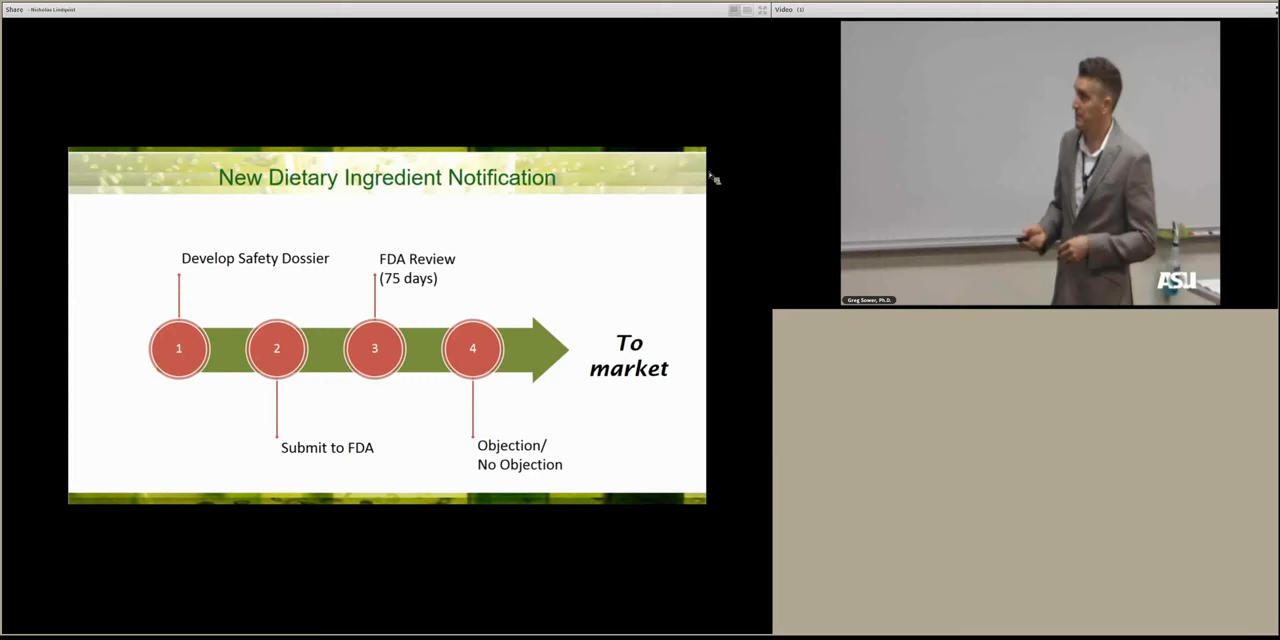 Share - Nicholas Lindquist
Video (1)
New Dietary Ingredient Notification
Develop Safety Dossier
FDA Review
(75 days)
1
2
3
4
To
market
Submit to FDA
Objection/
No Objection
Greg Sower, Ph.D.
ASU